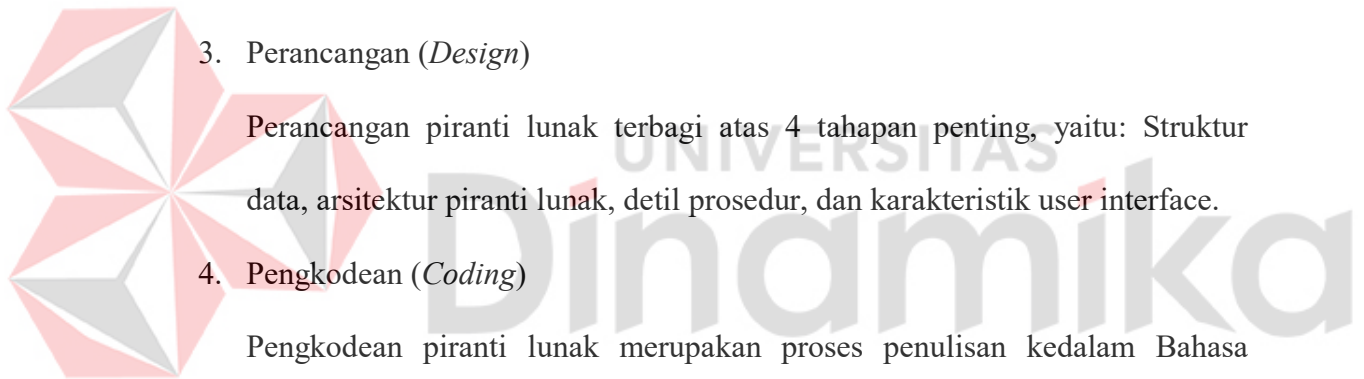 3. Perancangan (Design)
Perancangan piranti lunak terbagi atas 4 tahapan penting, yaitu: Struktur
UNIVERSITAS
data, arsitektur piranti lunak, detil prosedur, dan karakteristik user interface.
Dinamika
4. Pengkodean (Coding)
Pengkodean piranti lunak merupakan proses penulisan kedalam Bahasa